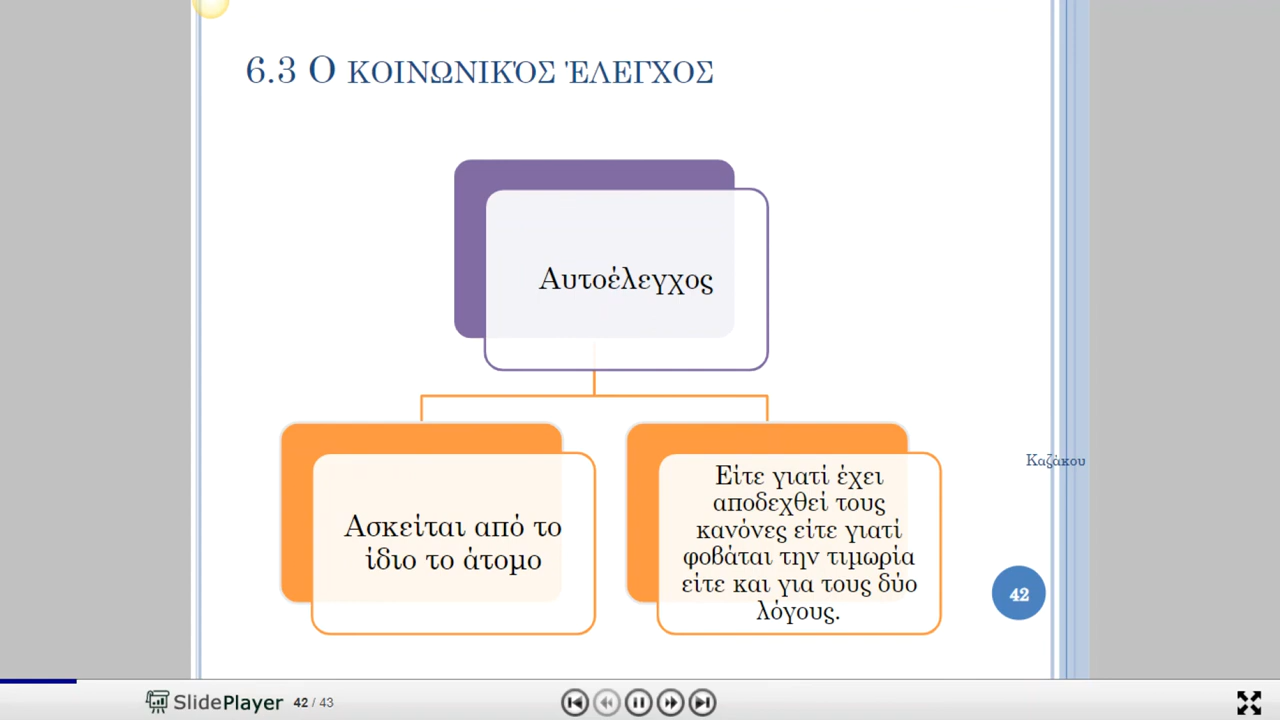 6.3 Ο ΚΟΙΝΩΝΙΚΌΣ ΈΛΕΓΧΟΣ
Αυτοέλεγχος
Ασκείται από το
ίδιο το άτομο
Είτε γιατί έχει
αποδεχθεί τους
κανόνες είτε γιατί
φοβάται την τιμωρία
είτε και για τους δύο
λόγους.
Καζάκου
42
SlidePlayer 42 / 43